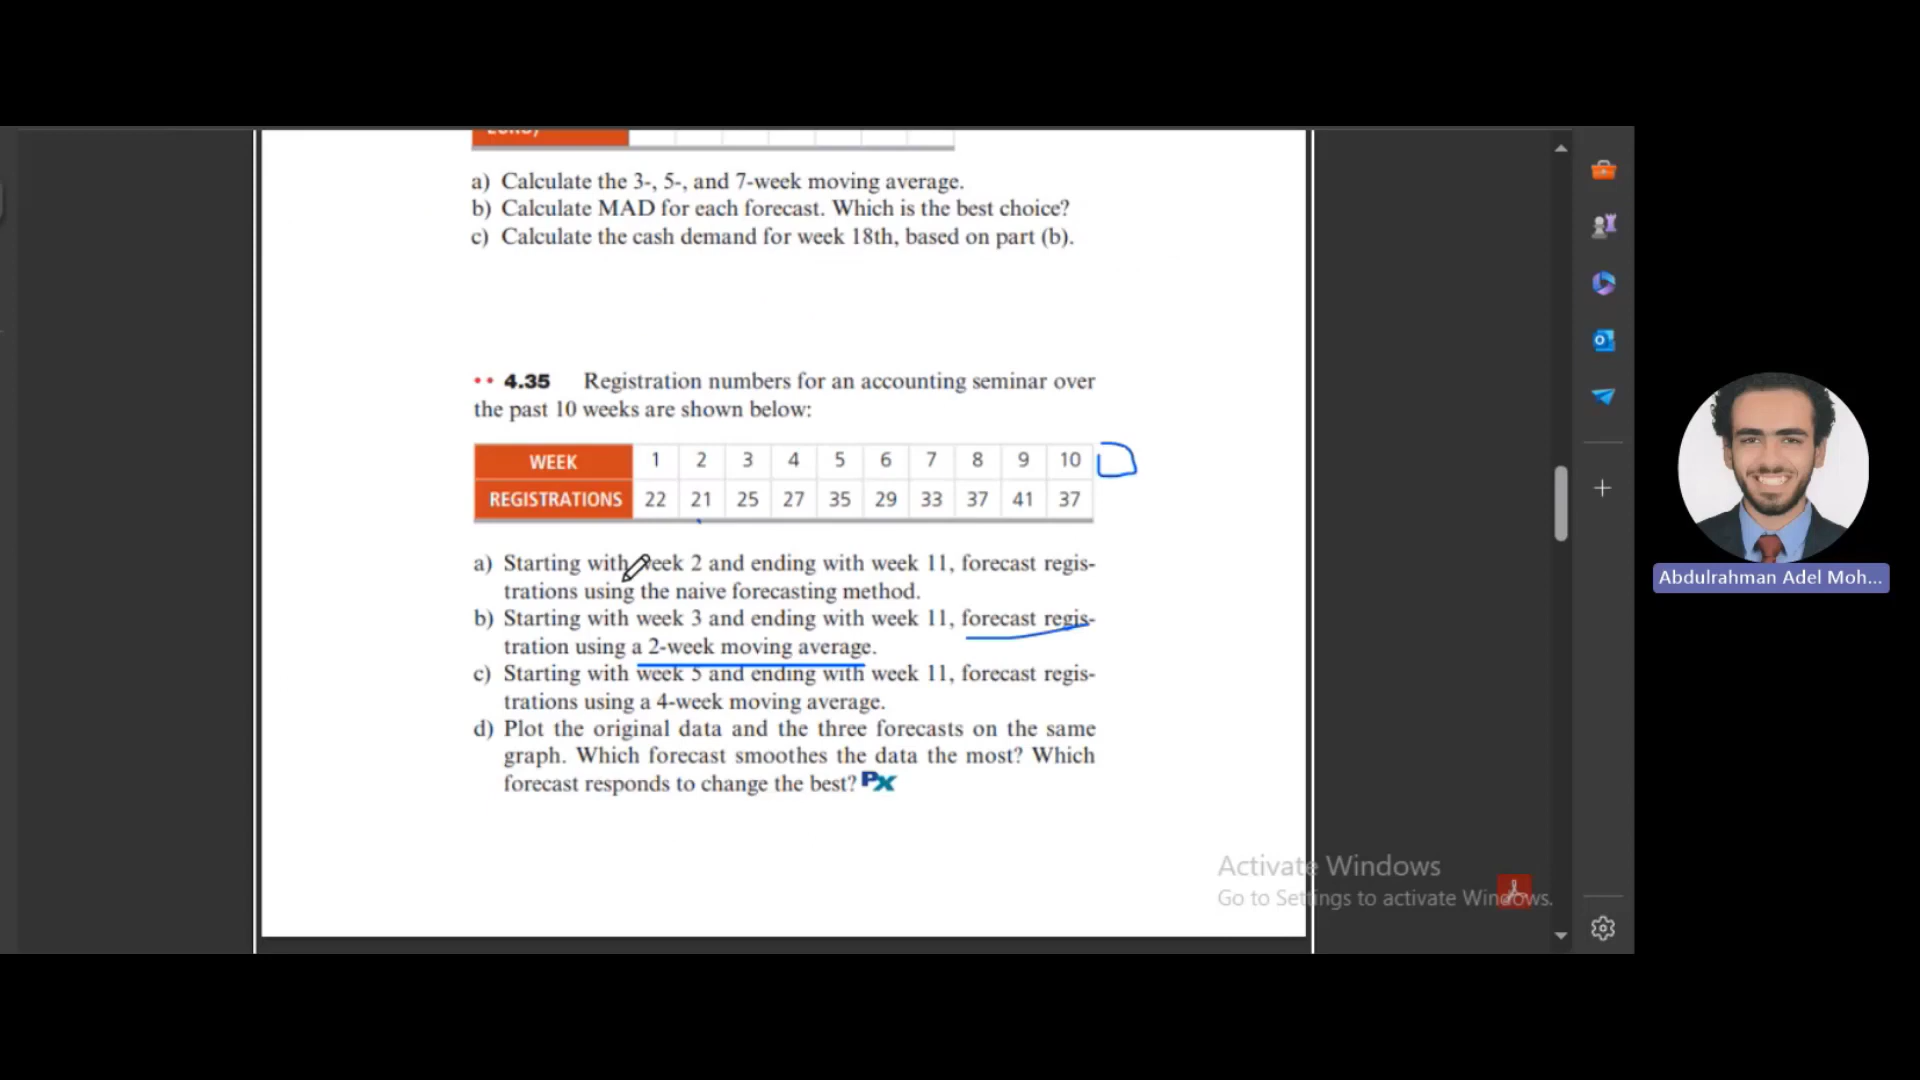 a) Calculate the 3-, 5-, and 7-week moving average.
b) Calculate MAD for each forecast. Which is the best choice?
c) Calculate the cash demand for week 18th, based on part (b).
•• 4.35 Registration numbers for an accounting seminar over
the past 10 weeks are shown below:
WEEK 1 2 3 4 5 6 7 8 9 10
REGISTRATIONS 22 21 25 27 35 29 33 37 41 37
a) Starting with week 2 and ending with week 11, forecast regis-
trations using the naive forecasting method.
b) Starting with week 3 and ending with week 11, forecast regis-
tration using a 2-week moving average.
c) Starting with week 5 and ending with week 11, forecast regis-
trations using a 4-week moving average.
d) Plot the original data and the three forecasts on the same
graph. Which forecast smoothes the data the most? Which
forecast responds to change the best? PX
Activate Windows
Go to Settings to activate Windows.
Abdulrahman Adel Moh...